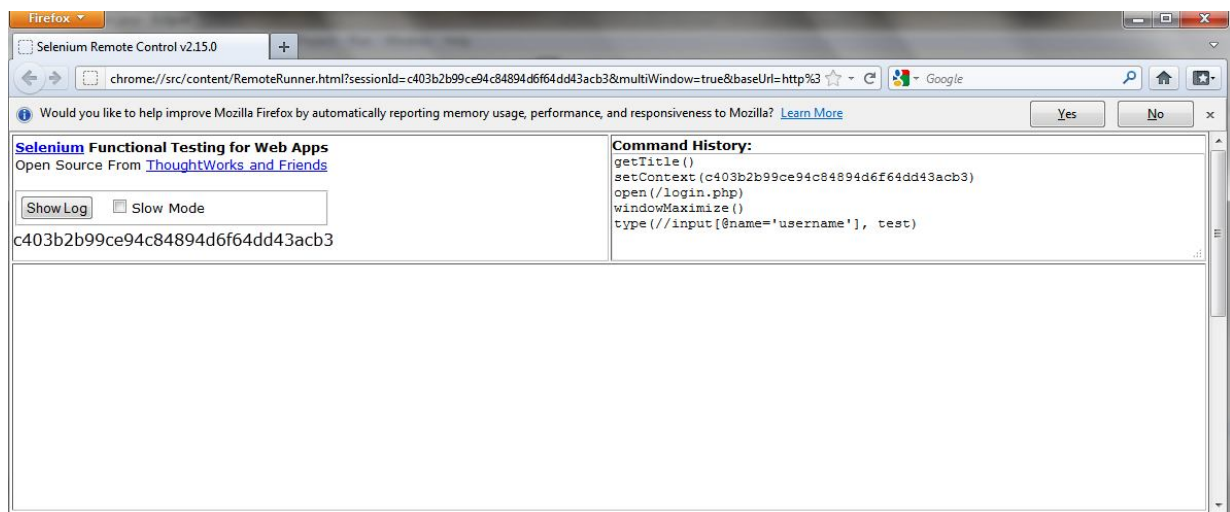 Firefox
Selenium Remote Control v2.15.0
chrome://src/content/RemoteRunner.html?sessionId=c403b2b99ce94c84894d6f64dd43acb3&multiWindow=true&baseUrl=http%3
Google
Would you like to help improve Mozilla Firefox by automatically reporting memory usage, performance, and responsiveness to Mozilla? Learn More
Yes
No
Selenium Functional Testing for Web Apps
Open Source From ThoughtWorks and Friends
Show Log
Slow Mode
c403b2b99ce94c84894d6f64dd43acb3
Command History:
getTitle()
setContext(c403b2b99ce94c84894d6f64dd43acb3)
open(/login.php)
windowMaximize()
type(//input[@name='username'], test)